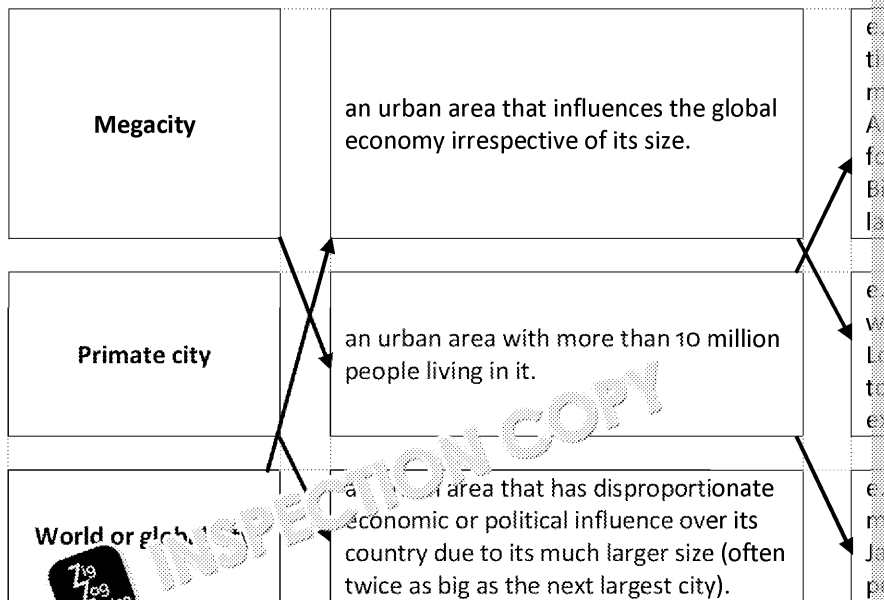 Megacity
an urban area that influences the global
economy irrespective of its size.
Primate city
an urban area with more than 10 million
people living in it.
World or
area that has disproportionate
economic or political influence over its
country due to its much larger size (often
twice as big as the next largest city).
INSPECTION COPY
Zig
Zag